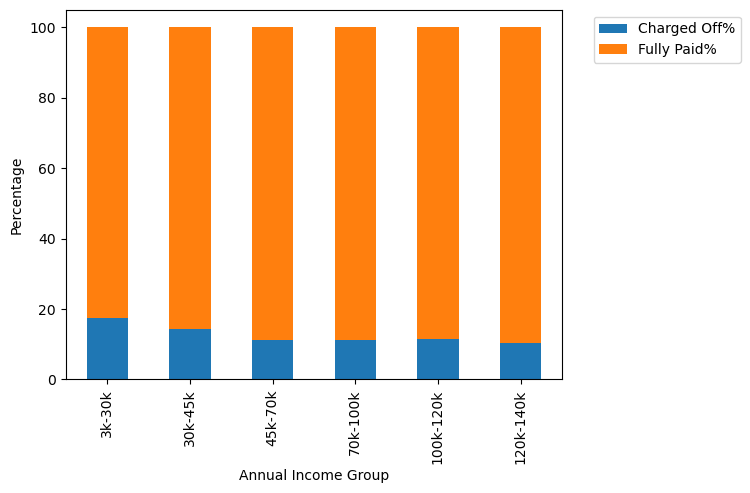 Charged Off%
Fully Paid%
100
80
60
40
20
0
Percentage
3k-30k
30k-45k
45k-70k
70k-100k
100k-120k
120k-140k
Annual Income Group